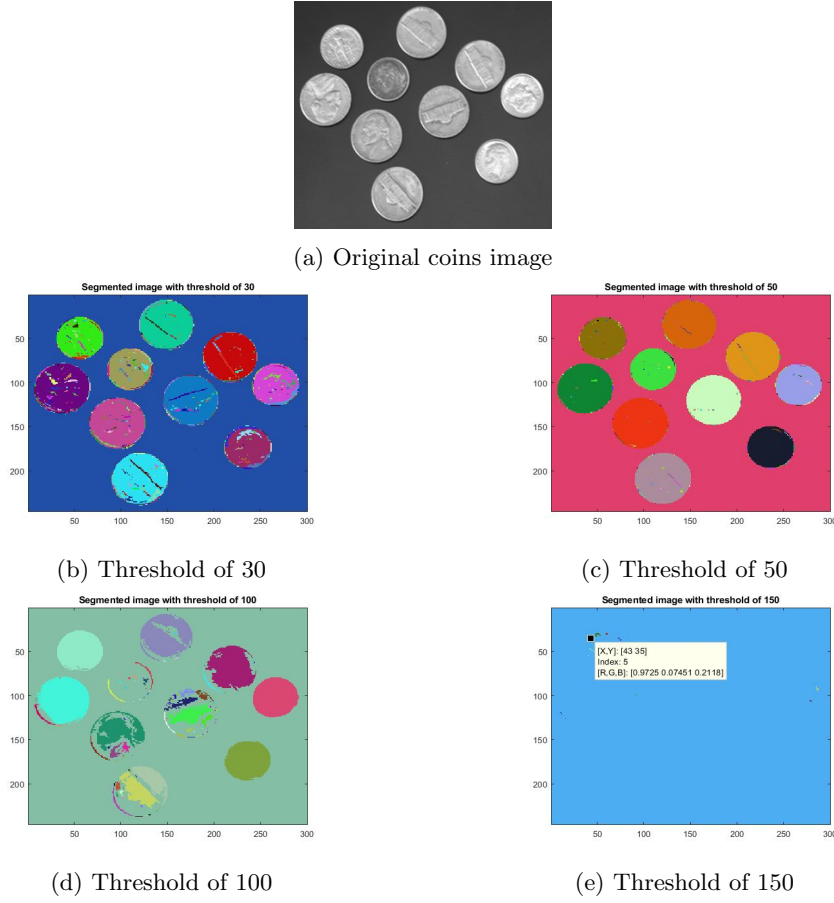 (a) Original coins image
Segmented image with threshold of 30
50
100
150
200
50 100 150 200 250 300
(b) Threshold of 30
Segmented image with threshold of 50
50
100
150
200
50 100 150 200 250 300
(c) Threshold of 50
Segmented image with threshold of 100
50
100
150
200
50 100 150 200 250 300
(d) Threshold of 100
Segmented image with threshold of 150
50
100
150
200
[X,Y]: [43 35]
Index: 5
[R,G,B]: [0.9725 0.07451 0.2118]
50 100 150 200 250 300
(e) Threshold of 150